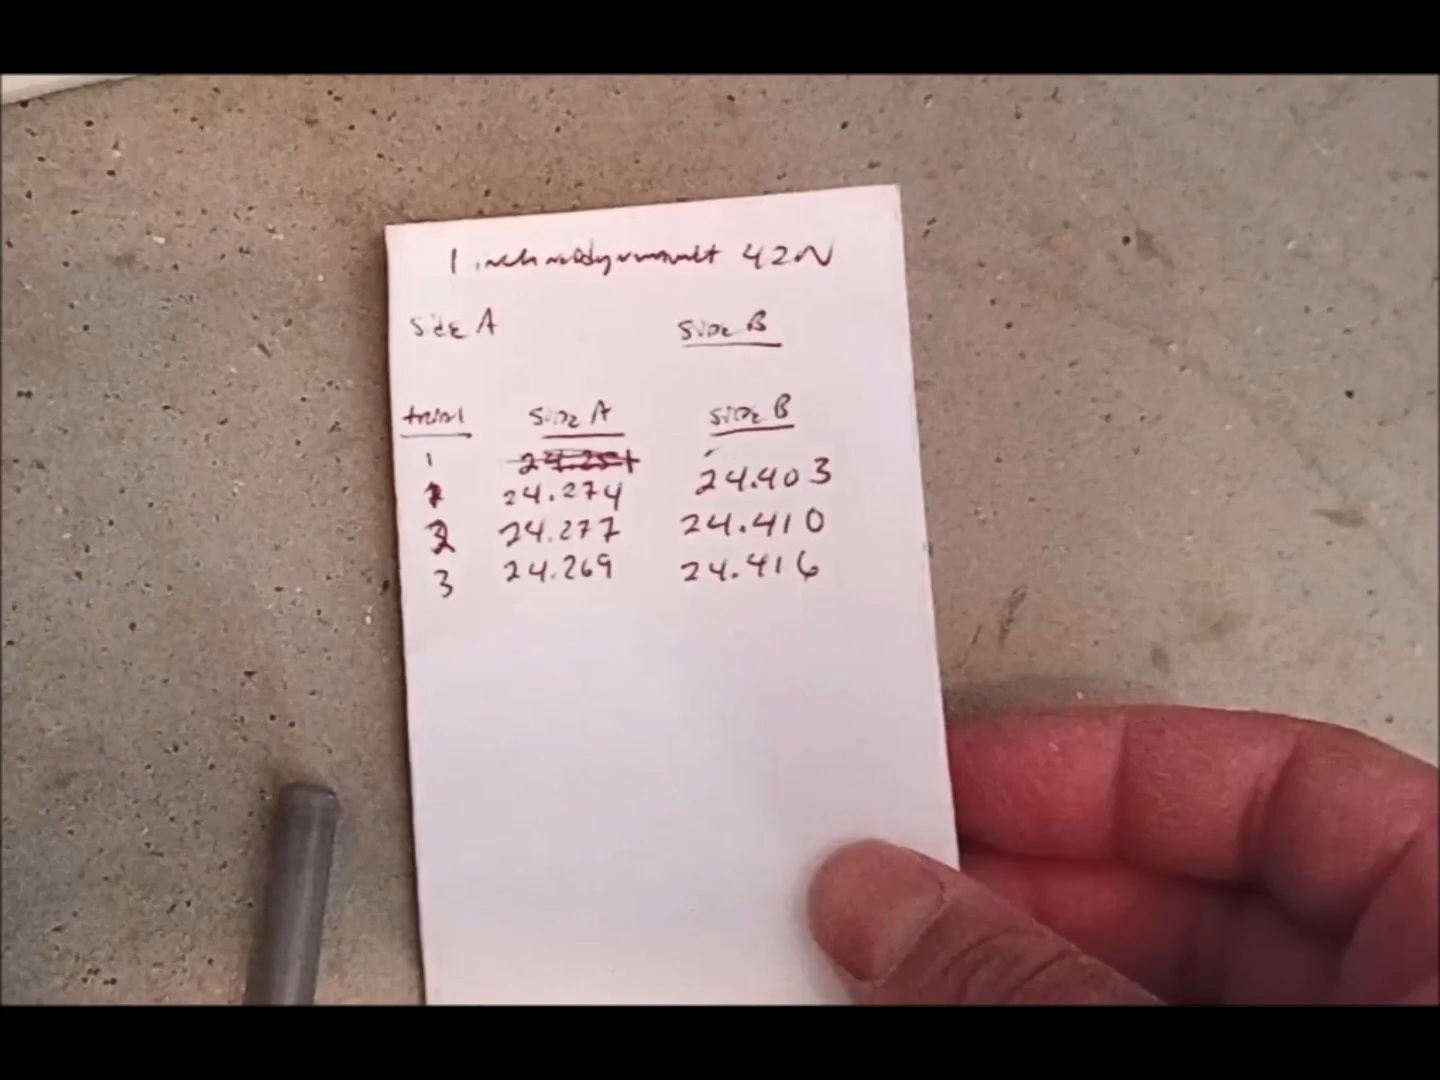 1 inch neodymium 42N
Side A Side B
trial Side A Side B
1
1 24.274 24.403
2 24.277 24.410
3 24.269 24.416